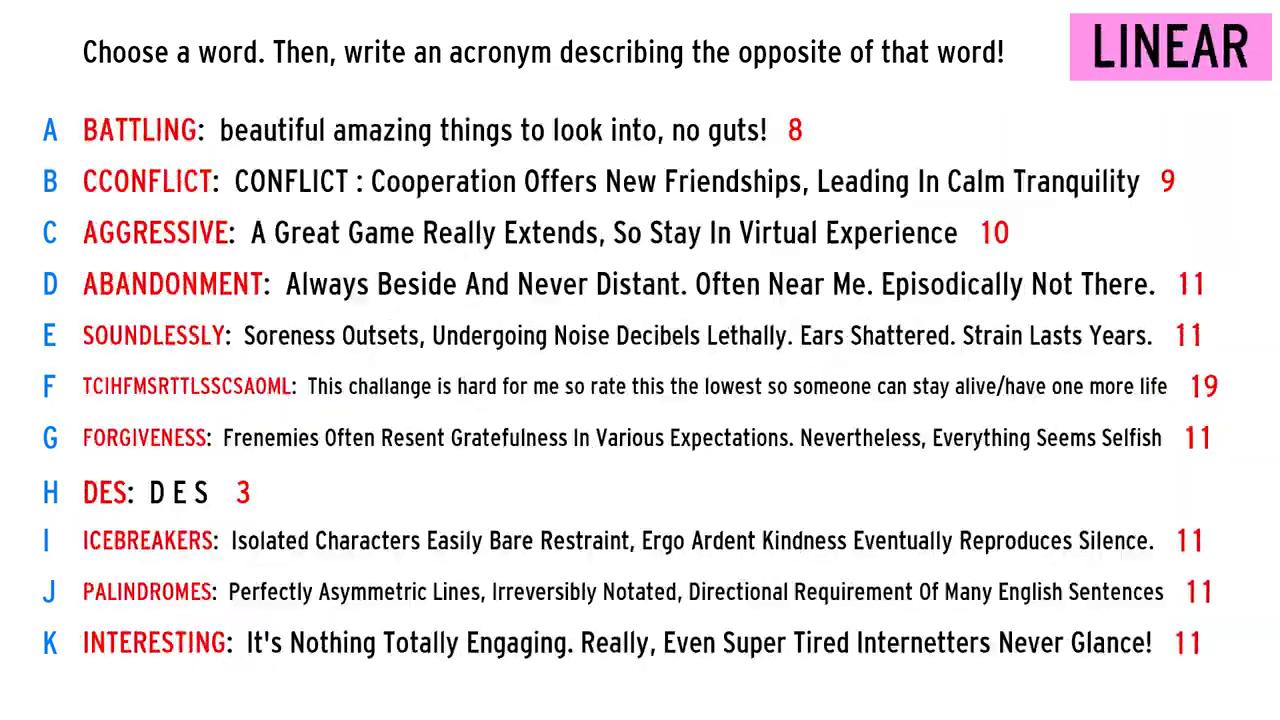 Choose a word. Then, write an acronym describing the opposite of that word!
LINEAR
A BATTLING: beautiful amazing things to look into, no guts! 8
B CCONFLICT: CONFLICT : Cooperation Offers New Friendships, Leading In Calm Tranquility 9
C AGGRESSIVE: A Great Game Really Extends, So Stay In Virtual Experience 10
D ABANDONMENT: Always Beside And Never Distant. Often Near Me. Episodically Not There. 11
E SOUNDLESSLY: Soreness Outsets, Undergoing Noise Decibels Lethally. Ears Shattered. Strain Lasts Years. 11
F TCIHFMSRTTLSSCSAOML: This challange is hard for me so rate this the lowest so someone can stay alive/have one more life 19
G FORGIVENESS: Frenemies Often Resent Gratefulness In Various Expectations. Nevertheless, Everything Seems Selfish 11
H DES: D E S 3
I ICEBREAKERS: Isolated Characters Easily Bare Restraint, Ergo Ardent Kindness Eventually Reproduces Silence. 11
J PALINDROMES: Perfectly Asymmetric Lines, Irreversibly Notated, Directional Requirement Of Many English Sentences 11
K INTERESTING: It's Nothing Totally Engaging. Really, Even Super Tired Internetters Never Glance! 11